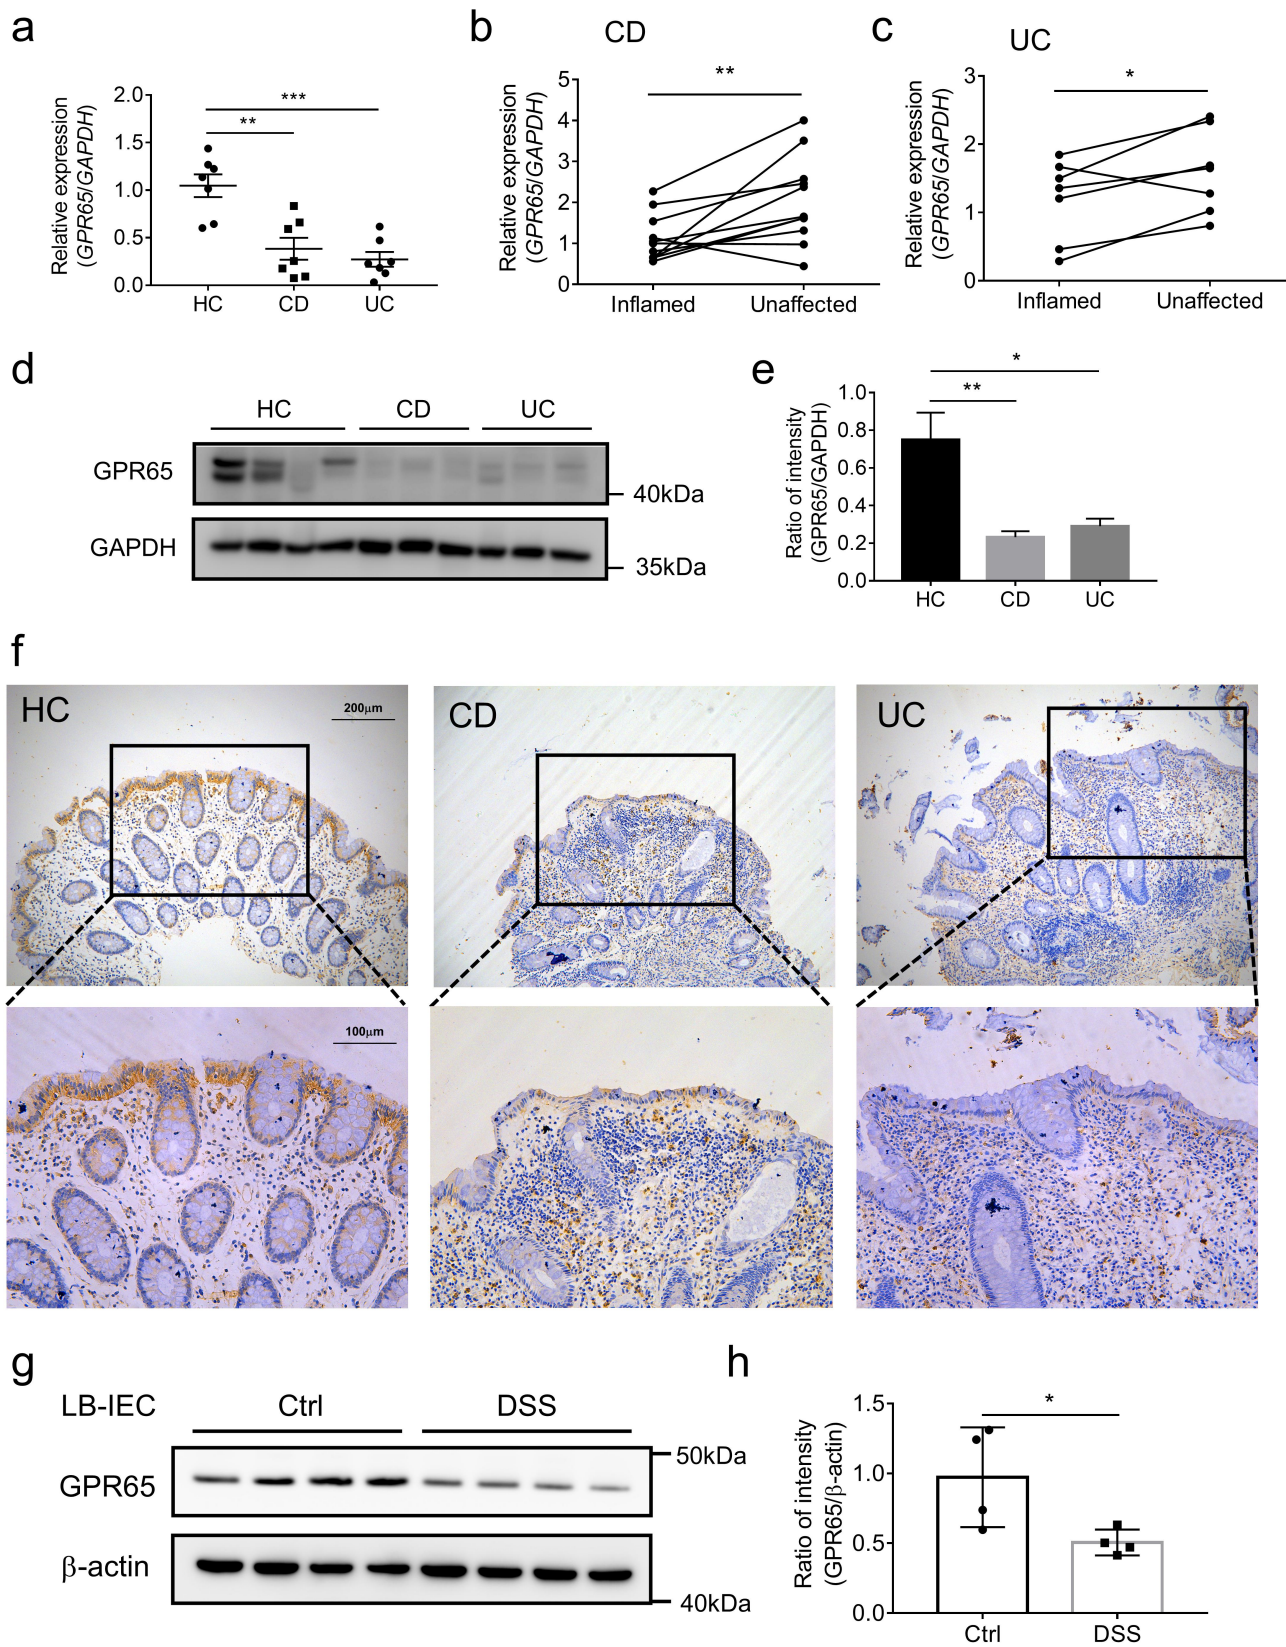 a
Relative expression
(GPR65/GAPDH)
2.0
1.5
1.0
0.5
0.0
***
**
HC CD UC
b
CD
Relative expression
(GPR65/GAPDH)
5
4
3
2
1
0
**
Inflamed Unaffected
c
UC
Relative expression
(GPR65/GAPDH)
3
2
1
0
*
Inflamed Unaffected
d
HC CD UC
GPR65
40kDa
GAPDH
35kDa
e
Ratio of intensity
(GPR65/GAPDH)
1.0
0.8
0.6
0.4
0.2
0.0
*
**
HC CD UC
f
HC
200μm
CD
UC
100μm
g
LB-IEC Ctrl DSS
50kDa
GPR65
β-actin
40kDa
h
Ratio of intensity
(GPR65/β-actin)
1.5
1.0
0.5
0.0
*
Ctrl DSS